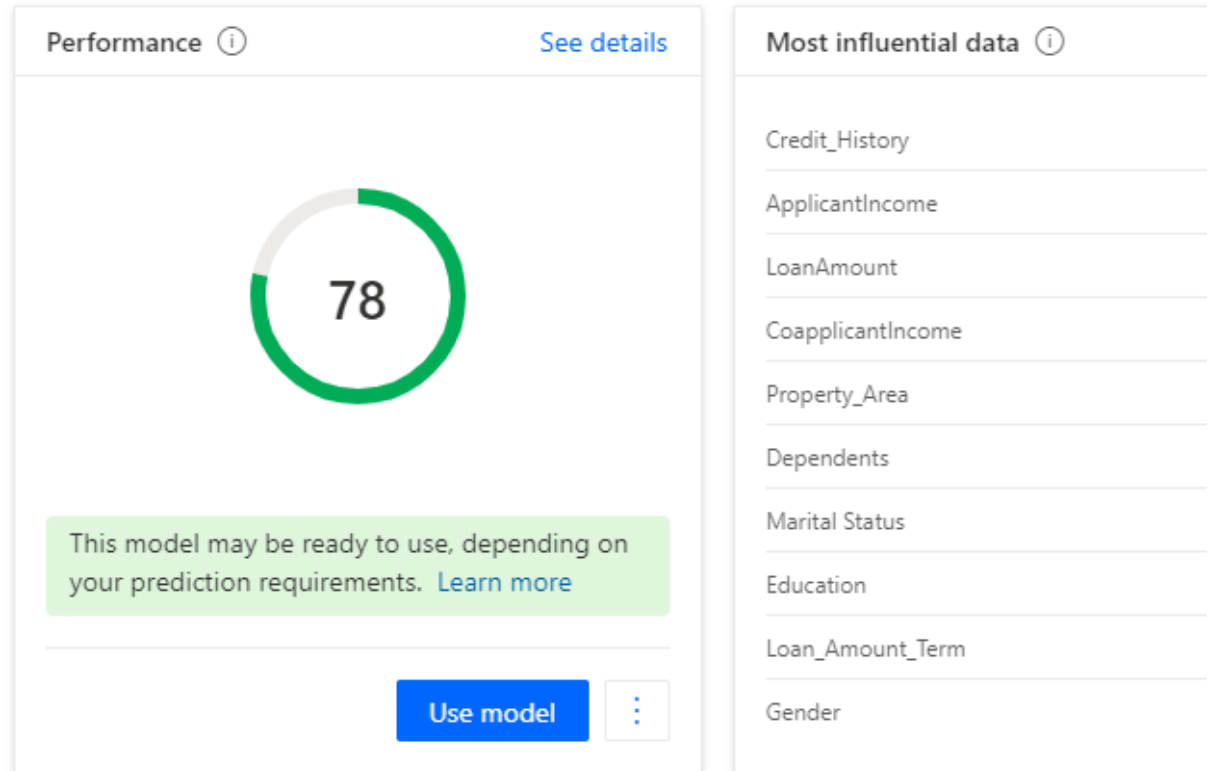 Performance
See details
78
This model may be ready to use, depending on
your prediction requirements. Learn more
Use model
Most influential data
Credit_History
ApplicantIncome
LoanAmount
CoapplicantIncome
Property_Area
Dependents
Marital Status
Education
Loan_Amount_Term
Gender